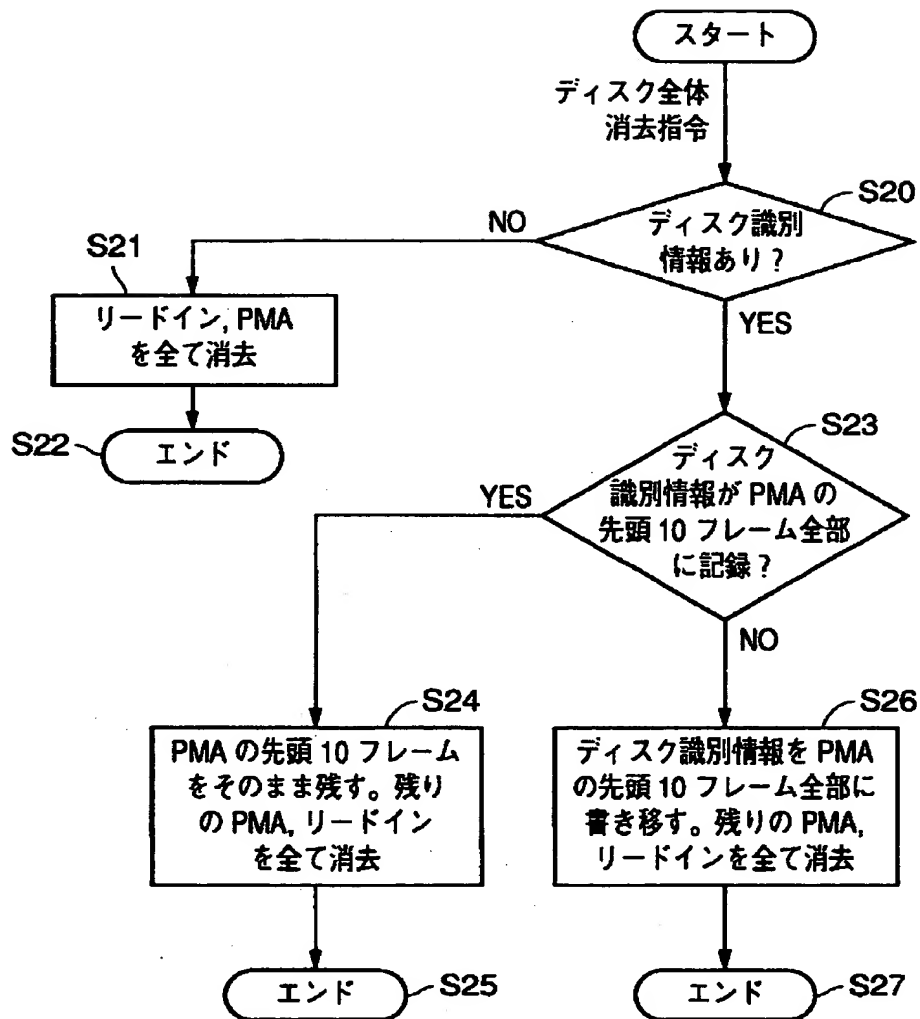 スタート
ディスク全体
消去指令
S20
ディスク識別
情報あり?
NO
YES
S21
リードイン, PMA
を全て消去
S22
エンド
S23
ディスク
識別情報が PMA の
先頭 10 フレーム全部
に記録?
YES
NO
S24
PMA の先頭 10 フレーム
をそのまま残す。残り
の PMA, リードイン
を全て消去
S26
ディスク識別情報を PMA
の先頭 10 フレーム全部に
書き移す。残りの PMA,
リードインを全て消去
エンド
S25
エンド
S27